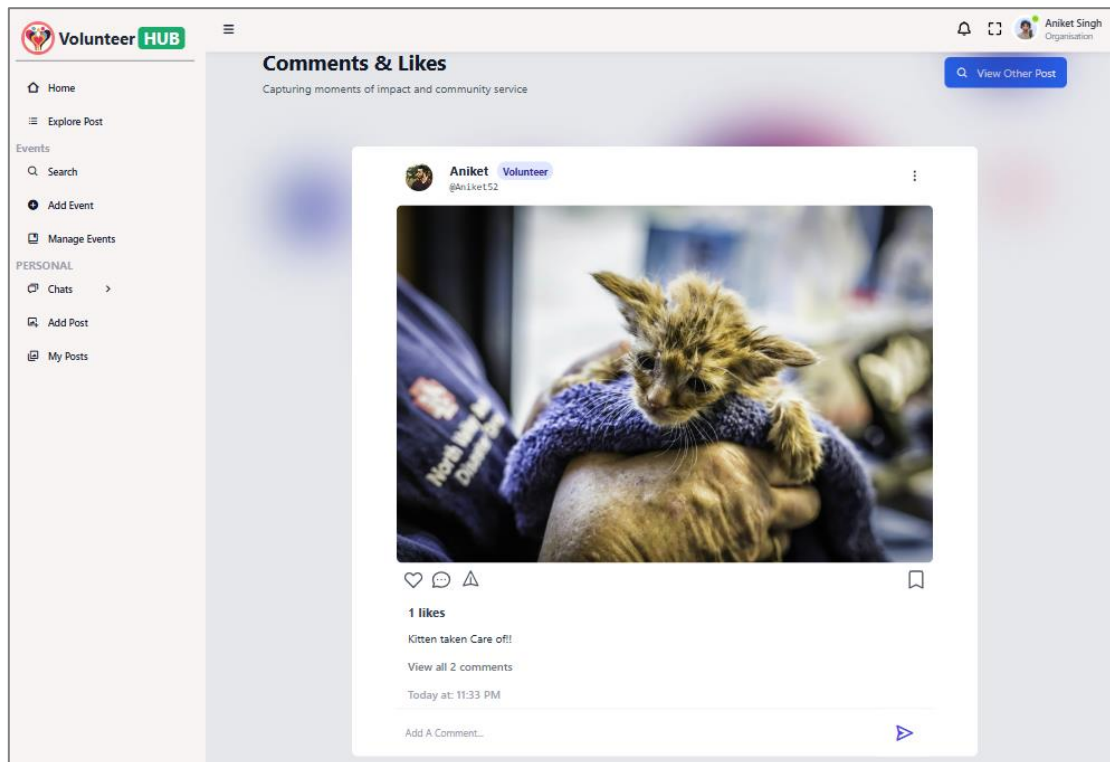 Volunteer HUB
Aniket Singh
Organisation
Home
Explore Post
Events
Search
Add Event
Manage Events
PERSONAL
Chats
Add Post
My Posts
Comments & Likes
Capturing moments of impact and community service
View Other Post
Aniket Volunteer
@Aniket52
North
1 likes
Kitten taken Care of!!
View all 2 comments
Today at: 11:33 PM
Add A Comment...